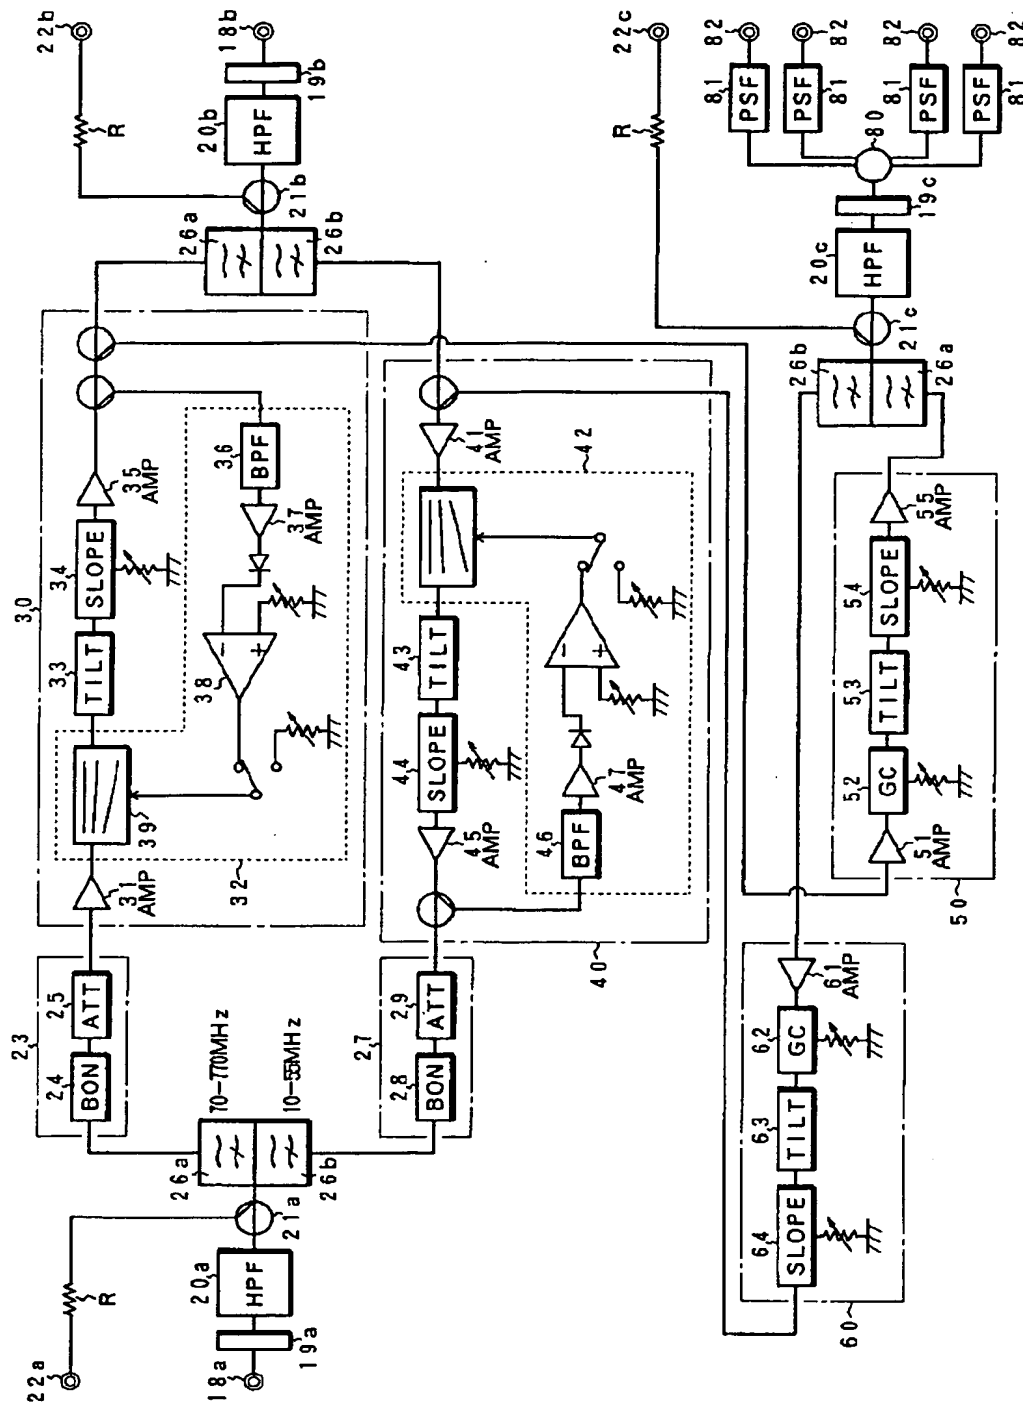 22a
R
18a
19a
20a
HPF
21a
26a
26b
70-770MHz
10-55MHz
23
24
BON
25
ATT
27
28
BON
29
ATT
30
31
AMP
32
39
33
TILT
34
SLOPE
35
AMP
36
BPF
37
AMP
38
-
+
40
41
AMP
42
43
TILT
44
SLOPE
45
AMP
46
BPF
47
AMP
-
+
26a
26b
21b
20b
HPF
19b
18b
R
22b
60
61
AMP
62
GC
63
TILT
64
SLOPE
50
51
AMP
52
GC
53
TILT
54
SLOPE
55
AMP
26b
26a
21c
20c
HPF
19c
80
R
22c
81
PSF
82
81
PSF
82
81
PSF
82
81
PSF
82